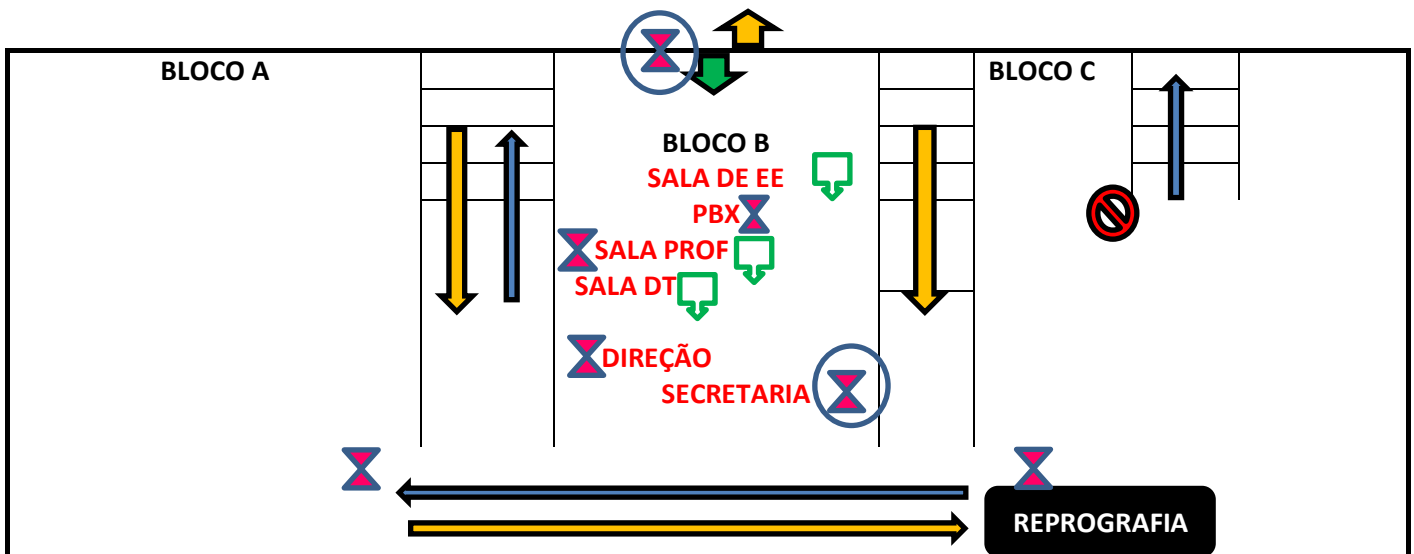 BLOCO A
BLOCO C
BLOCO B
SALA DE EE
PBX
SALA PROF
SALA DT
DIREÇÃO
SECRETARIA
REPROGRAFIA